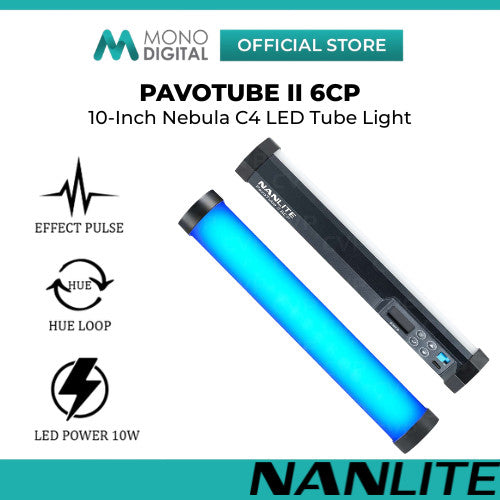 MONO
DIGITAL
OFFICIAL STORE
PAVOTUBE II 6CP
10-Inch Nebula C4 LED Tube Light
NANLITE
EFFECT PULSE
HUE
HUE LOOP
LED POWER 10W
NANLITE